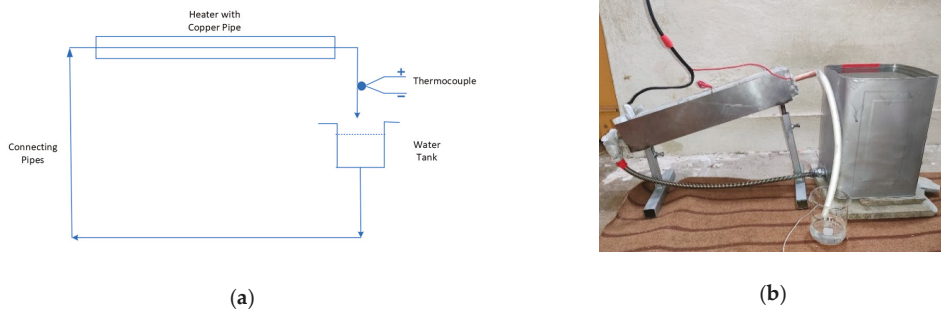 Heater with
Copper Pipe
+
Thermocouple
−
Connecting
Pipes
Water
Tank
(a)
(b)